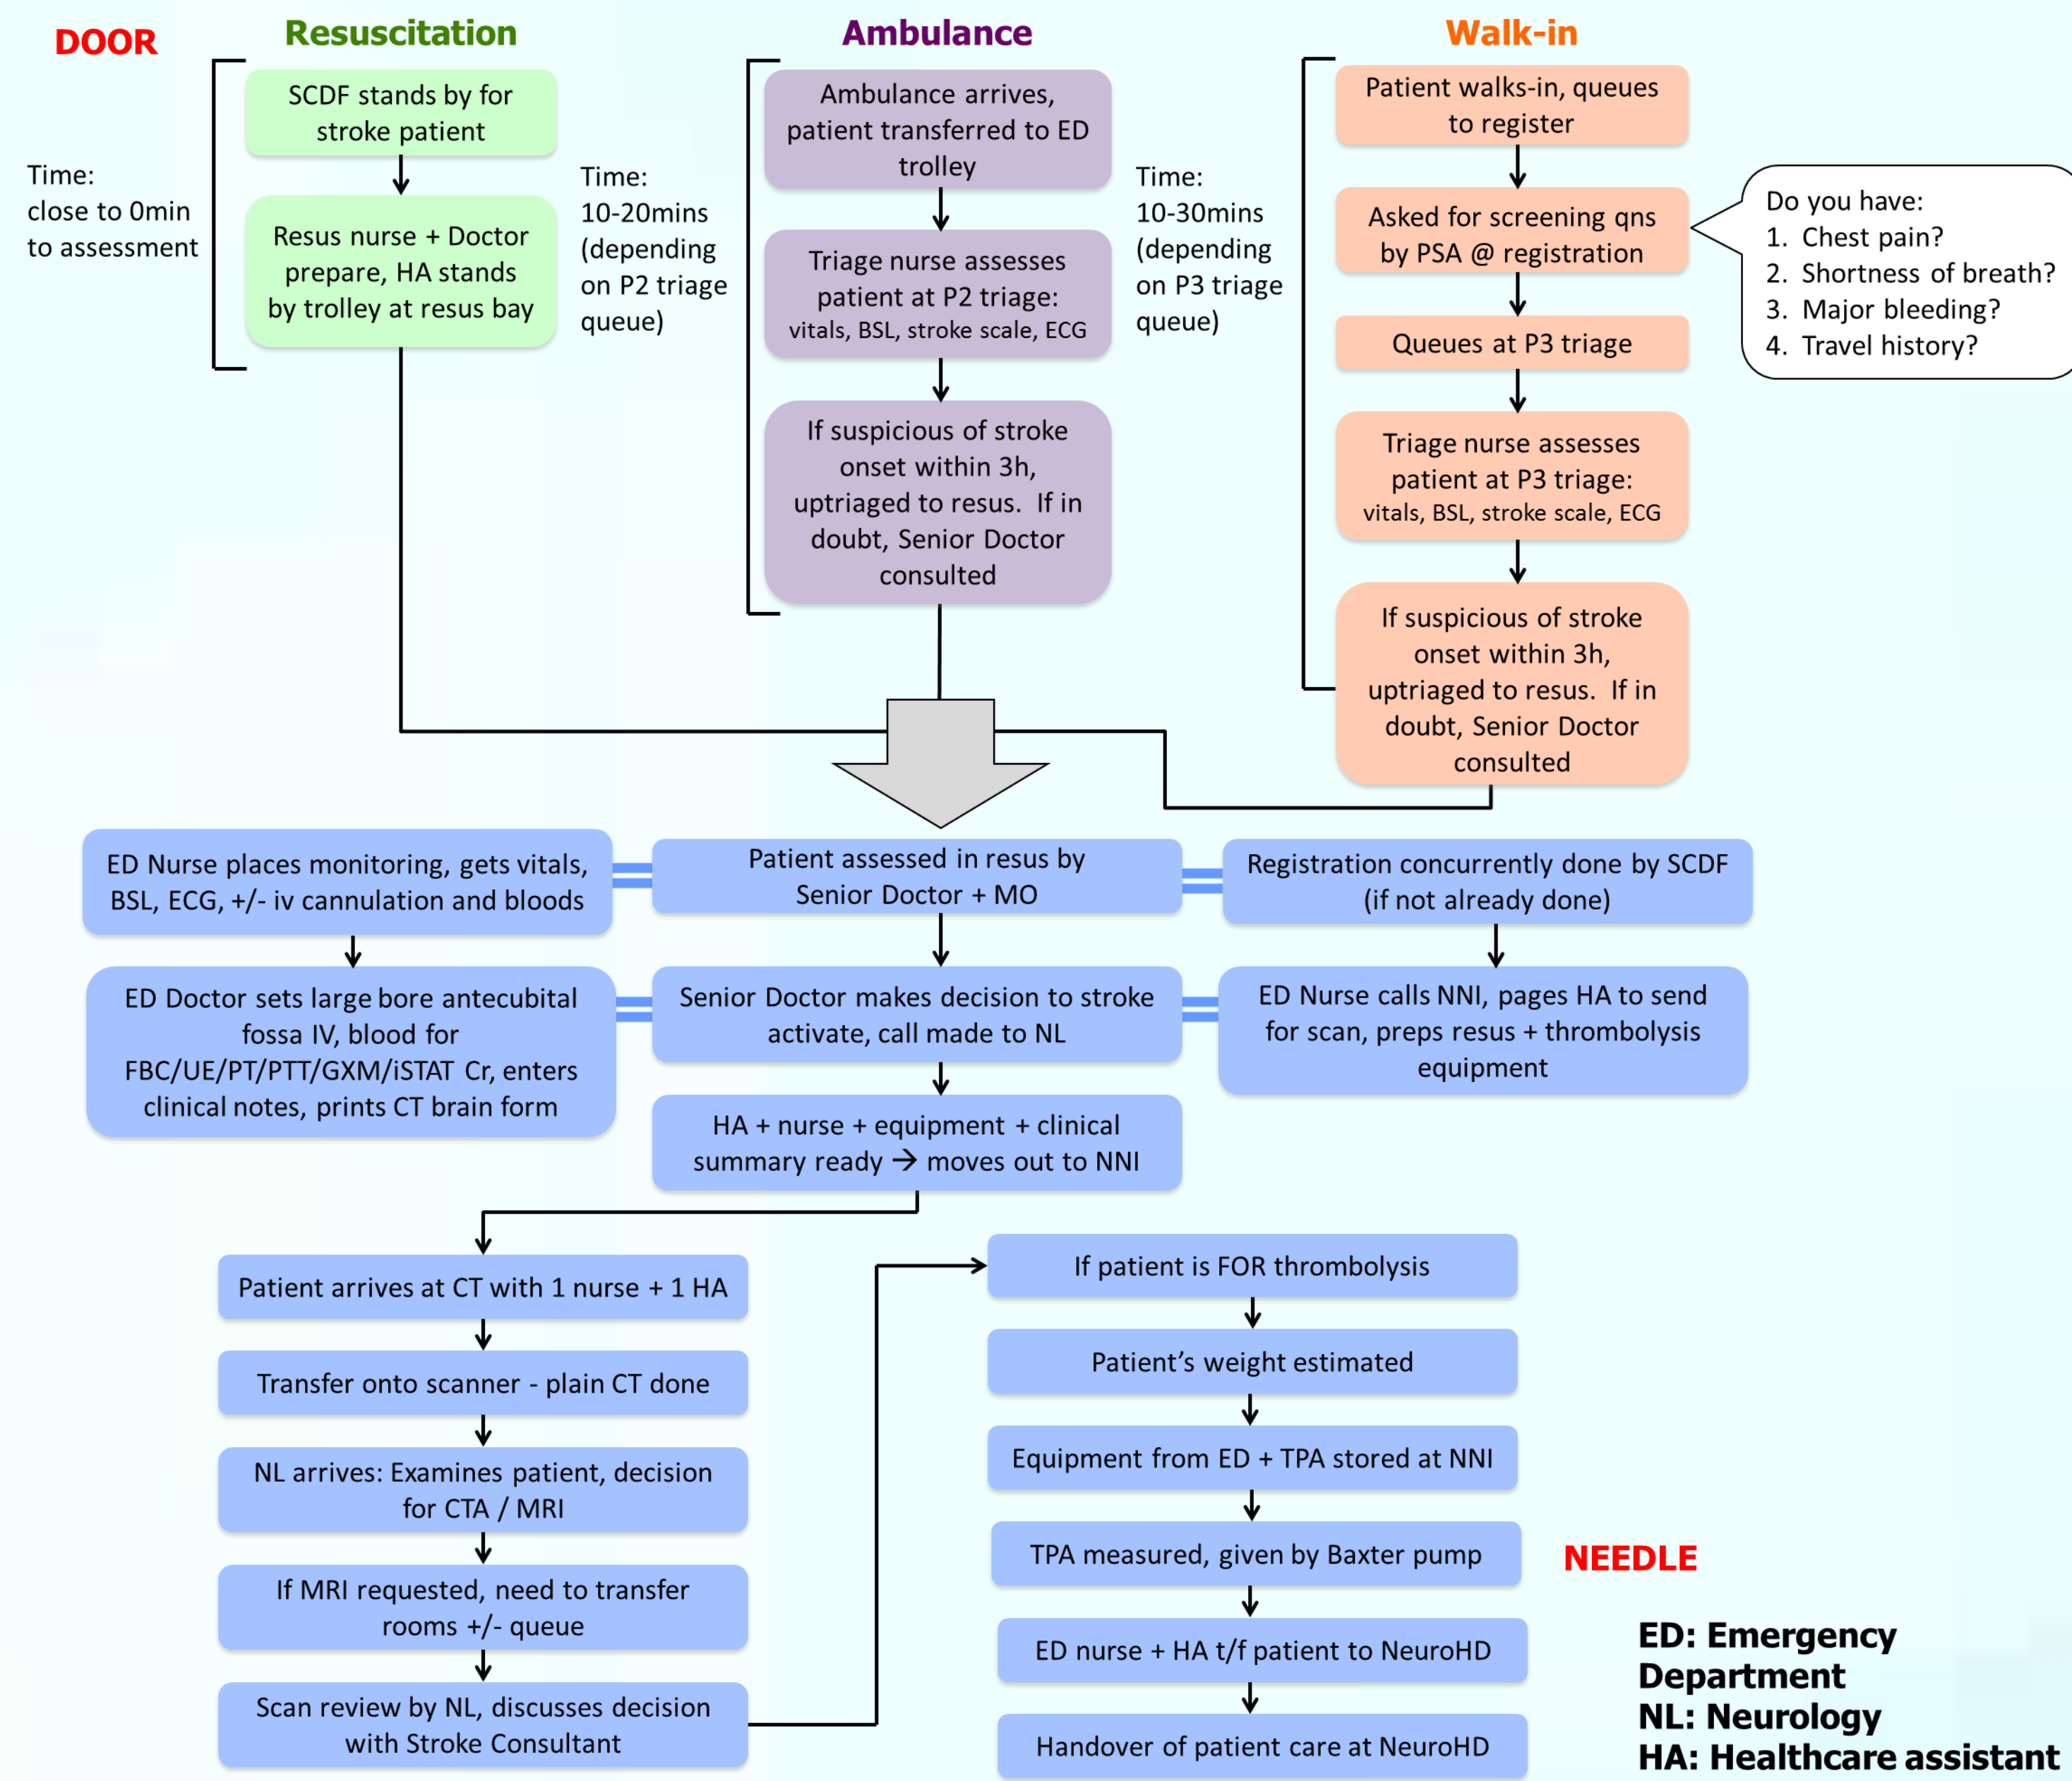 DOOR
Resuscitation
SCDF stands by for
stroke patient
Time:
close to 0min
to assessment
Resus nurse + Doctor
prepare, HA stands
by trolley at resus bay
Ambulance
Ambulance arrives,
patient transferred to ED
trolley
Time:
10-20mins
(depending
on P2 triage
queue)
Triage nurse assesses
patient at P2 triage:
vitals, BSL, stroke scale, ECG
If suspicious of stroke
onset within 3h,
uptriaged to resus.  If in
doubt, Senior Doctor
consulted
Walk-in
Patient walks-in, queues
to register
Time:
10-30mins
(depending
on P3 triage
queue)
Asked for screening qns
by PSA @ registration
Do you have:
1. Chest pain?
2. Shortness of breath?
3. Major bleeding?
4. Travel history?
Queues at P3 triage
Triage nurse assesses
patient at P3 triage:
vitals, BSL, stroke scale, ECG
If suspicious of stroke
onset within 3h,
uptriaged to resus.  If in
doubt, Senior Doctor
consulted
ED Nurse places monitoring, gets vitals,
BSL, ECG, +/- iv cannulation and bloods
Patient assessed in resus by
Senior Doctor + MO
Registration concurrently done by SCDF
(if not already done)
ED Doctor sets large bore antecubital
fossa IV, blood for
FBC/UE/PT/PTT/GXM/iSTAT Cr, enters
clinical notes, prints CT brain form
Senior Doctor makes decision to stroke
activate, call made to NL
ED Nurse calls NNI, pages HA to send
for scan, preps resus + thrombolysis
equipment
HA + nurse + equipment + clinical
summary ready → moves out to NNI
Patient arrives at CT with 1 nurse + 1 HA
Transfer onto scanner - plain CT done
NL arrives: Examines patient, decision
for CTA / MRI
If MRI requested, need to transfer
rooms +/- queue
Scan review by NL, discusses decision
with Stroke Consultant
If patient is FOR thrombolysis
Patient’s weight estimated
Equipment from ED + TPA stored at NNI
TPA measured, given by Baxter pump
NEEDLE
ED nurse + HA t/f patient to NeuroHD
Handover of patient care at NeuroHD
ED: Emergency
Department
NL: Neurology
HA: Healthcare assistant